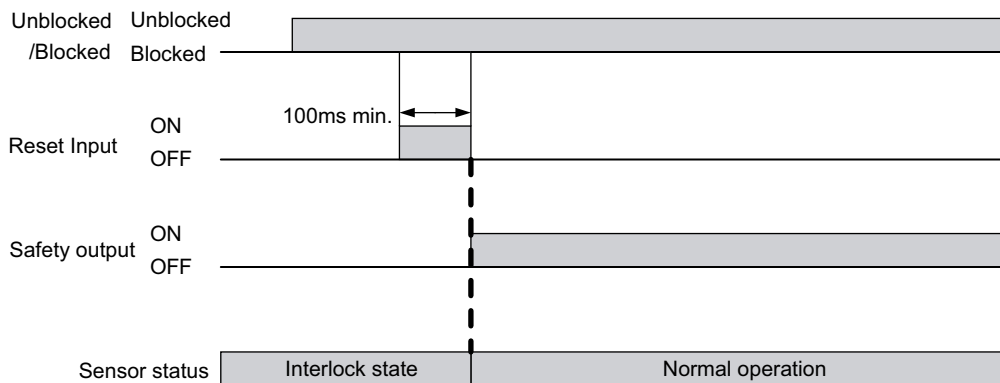 Unblocked
/Blocked
Unblocked
Blocked
100ms min.
Reset Input
ON
OFF
Safety output
ON
OFF
Sensor status
Interlock state
Normal operation